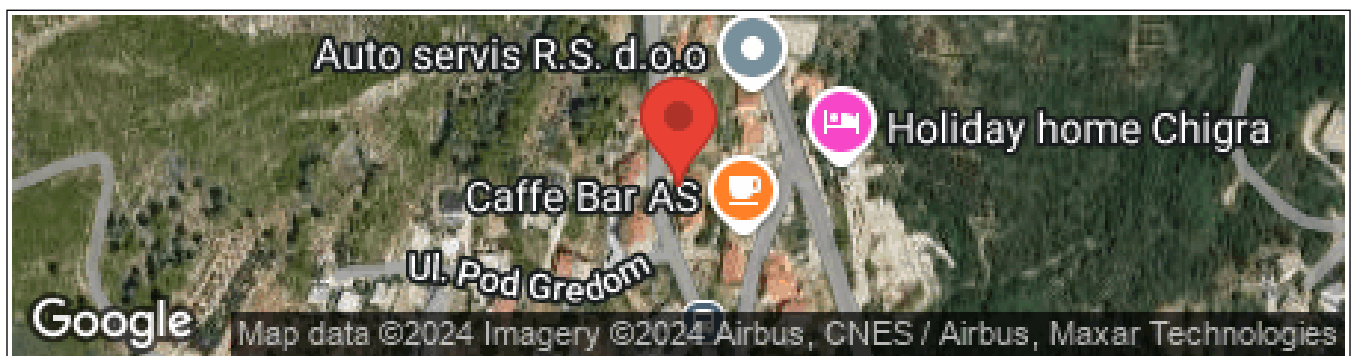 Auto servis R.S. d.o.o
Holiday home Chigra
Caffe Bar AS
Ul. Pod Gredom
Google
Map data ©2024 Imagery ©2024 Airbus, CNES / Airbus, Maxar Technologies